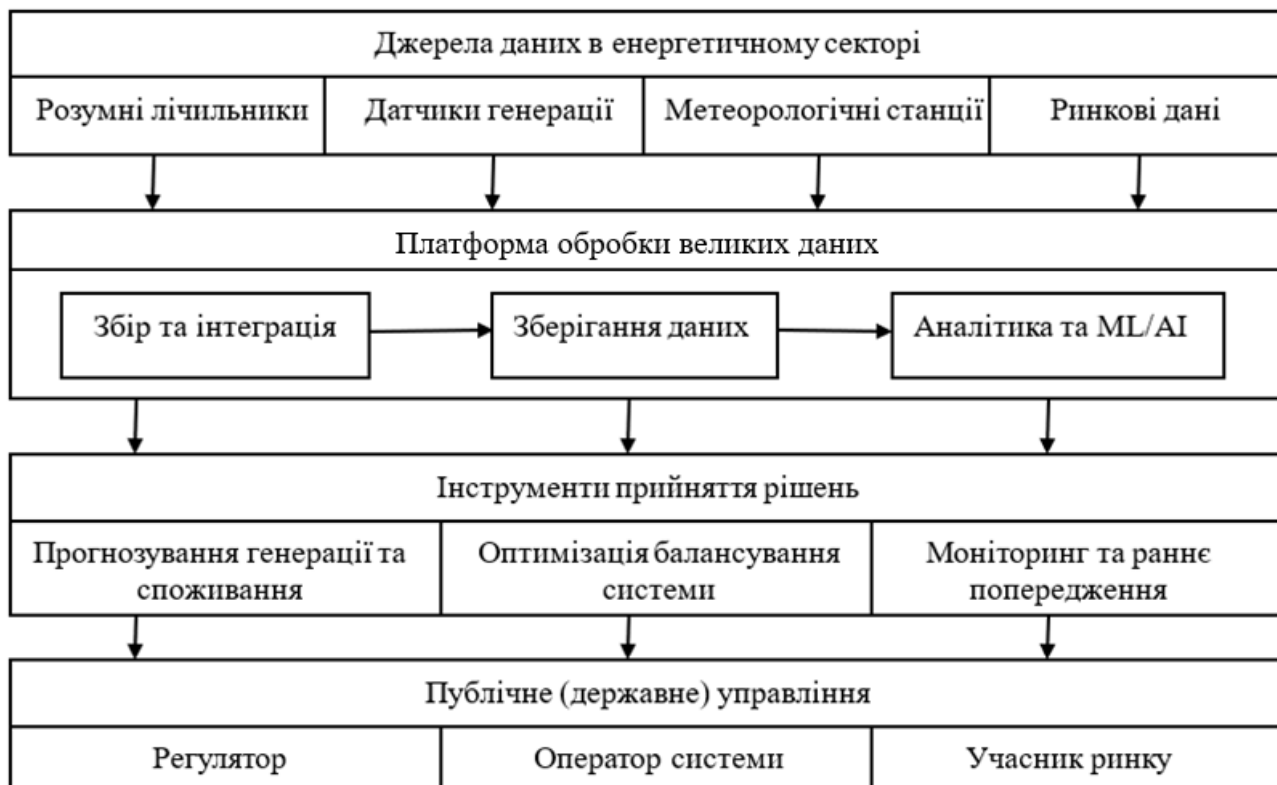 Джерела даних в енергетичному секторі
Розумні лічильники
Датчики генерації
Метеорологічні станції
Ринкові дані
Платформа обробки великих даних
Збір та інтеграція
Зберігання даних
Аналітика та ML/AI
Інструменти прийняття рішень
Прогнозування генерації та
споживання
Оптимізація балансування
системи
Моніторинг та раннє
попередження
Публічне (державне) управління
Регулятор
Оператор системи
Учасник ринку